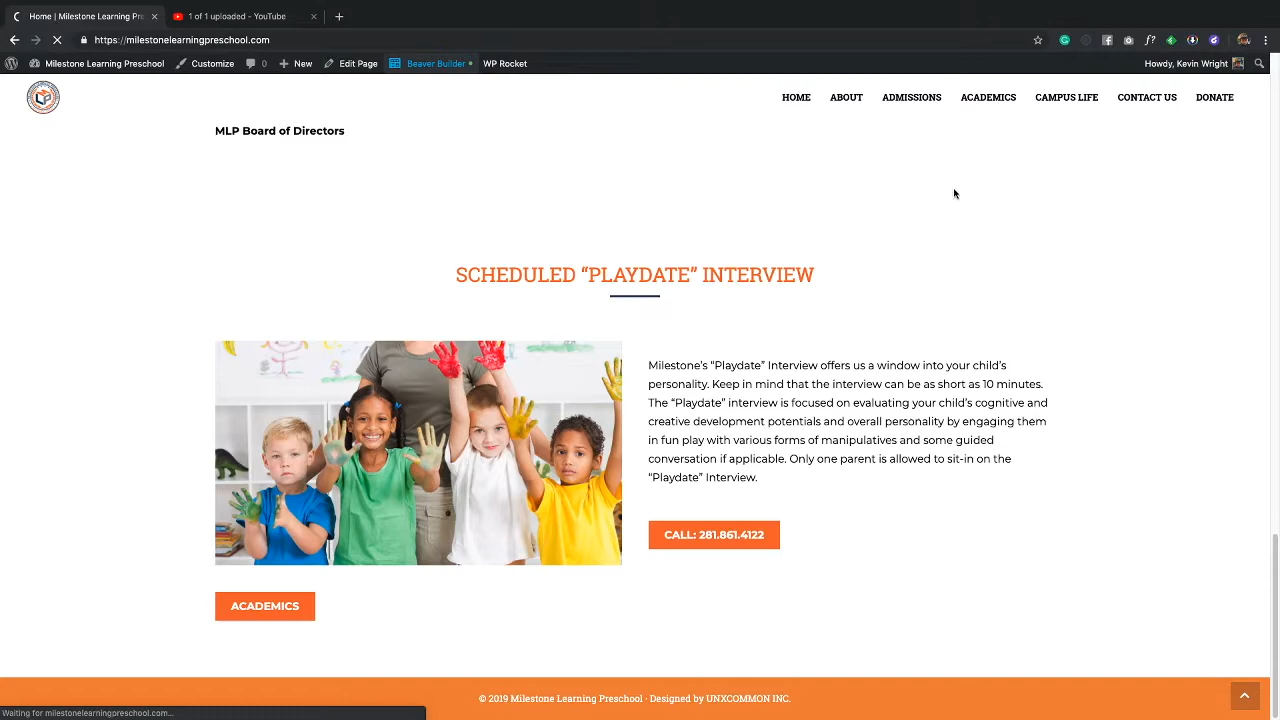 Home | Milestone Learning Pre
1 of 1 uploaded - YouTube
https://milestonelearningpreschool.com
Milestone Learning Preschool
Customize
0
New
Edit Page
Beaver Builder
WP Rocket
Howdy, Kevin Wright
HOME
ABOUT
ADMISSIONS
ACADEMICS
CAMPUS LIFE
CONTACT US
DONATE
MLP Board of Directors
SCHEDULED “PLAYDATE” INTERVIEW
Milestone’s “Playdate” Interview offers us a window into your child’s
personality. Keep in mind that the interview can be as short as 10 minutes.
The “Playdate” interview is focused on evaluating your child’s cognitive and
creative development potentials and overall personality by engaging them
in fun play with various forms of manipulatives and some guided
conversation if applicable. Only one parent is allowed to sit-in on the
“Playdate” Interview.
CALL: 281.861.4122
ACADEMICS
© 2019 Milestone Learning Preschool · Designed by UNXCOMMON INC.
Waiting for milestonelearningpreschool.com...